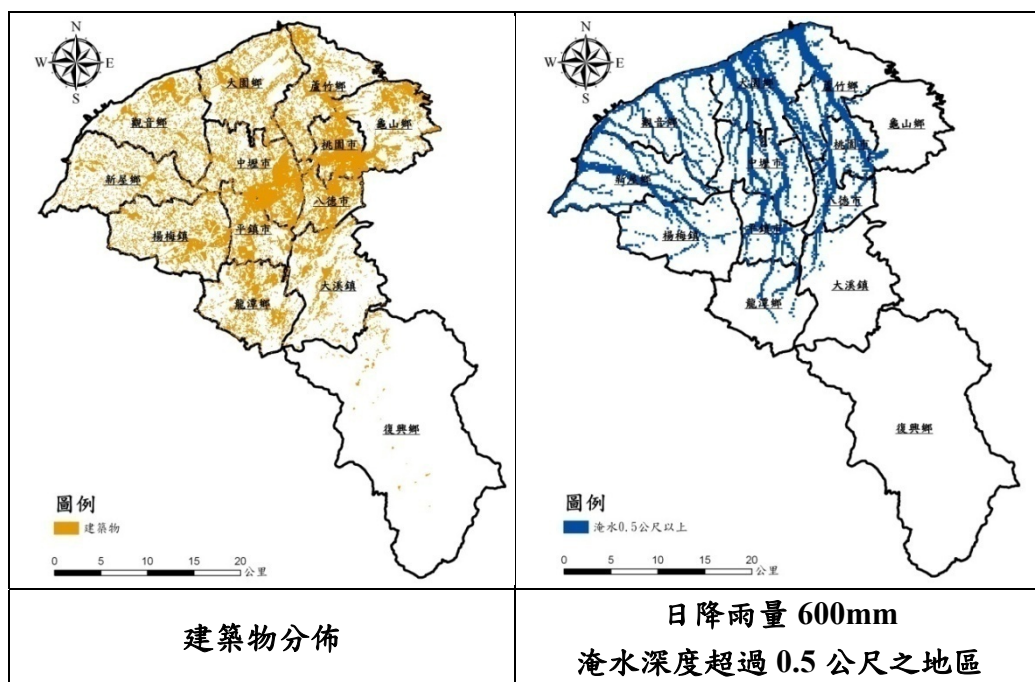 N
W E
S
大園鄉
蘆竹鄉
龜山鄉
觀音鄉
桃園市
中壢市
新屋鄉
八德市
平鎮市
楊梅鎮
大溪鎮
龍潭鄉
復興鄉
圖例
建築物
0 5 10 15 20
公里
N
W E
S
大園鄉
蘆竹鄉
龜山鄉
觀音鄉
桃園市
中壢市
新屋鄉
八德市
平鎮市
楊梅鎮
大溪鎮
龍潭鄉
復興鄉
圖例
淹水0.5公尺以上
0 5 10 15 20
公里
建築物分佈
日降雨量 600mm
淹水深度超過 0.5 公尺之地區